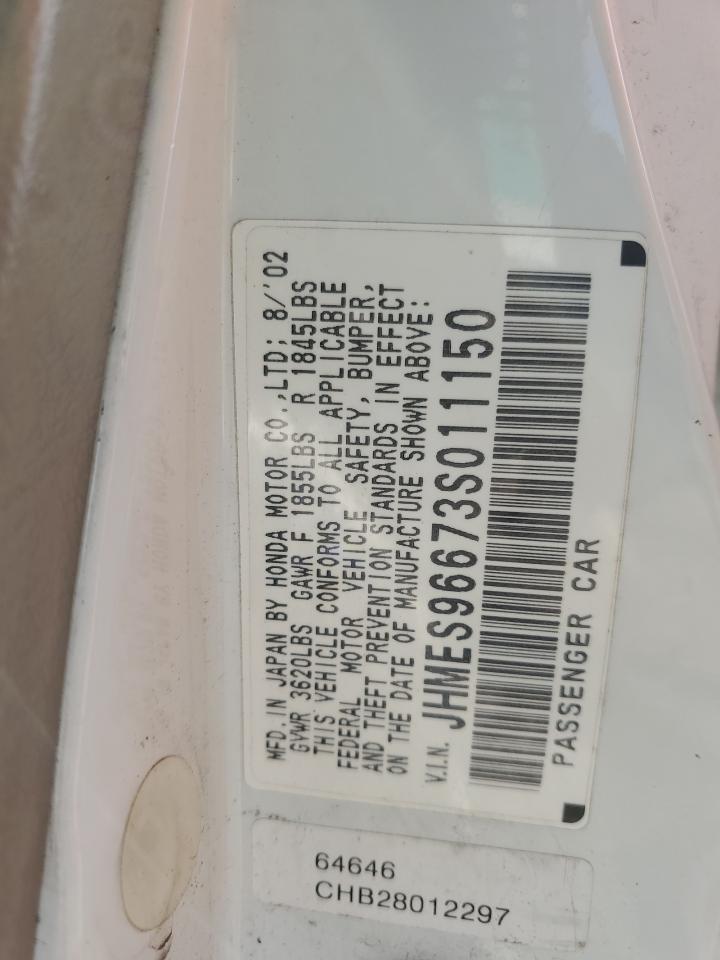 MFD. IN JAPAN BY HONDA MOTOR CO.,LTD; 8/'02
GVWR 3620LBS GAWR F 1855LBS R 1845LBS
THIS VEHICLE CONFORMS TO ALL APPLICABLE
FEDERAL MOTOR VEHICLE SAFETY, BUMPER,
AND THEFT PREVENTION STANDARDS IN EFFECT
ON THE DATE OF MANUFACTURE SHOWN ABOVE:
V.I.N. JHMES96673S011150
PASSENGER CAR
64646
CHB28012297